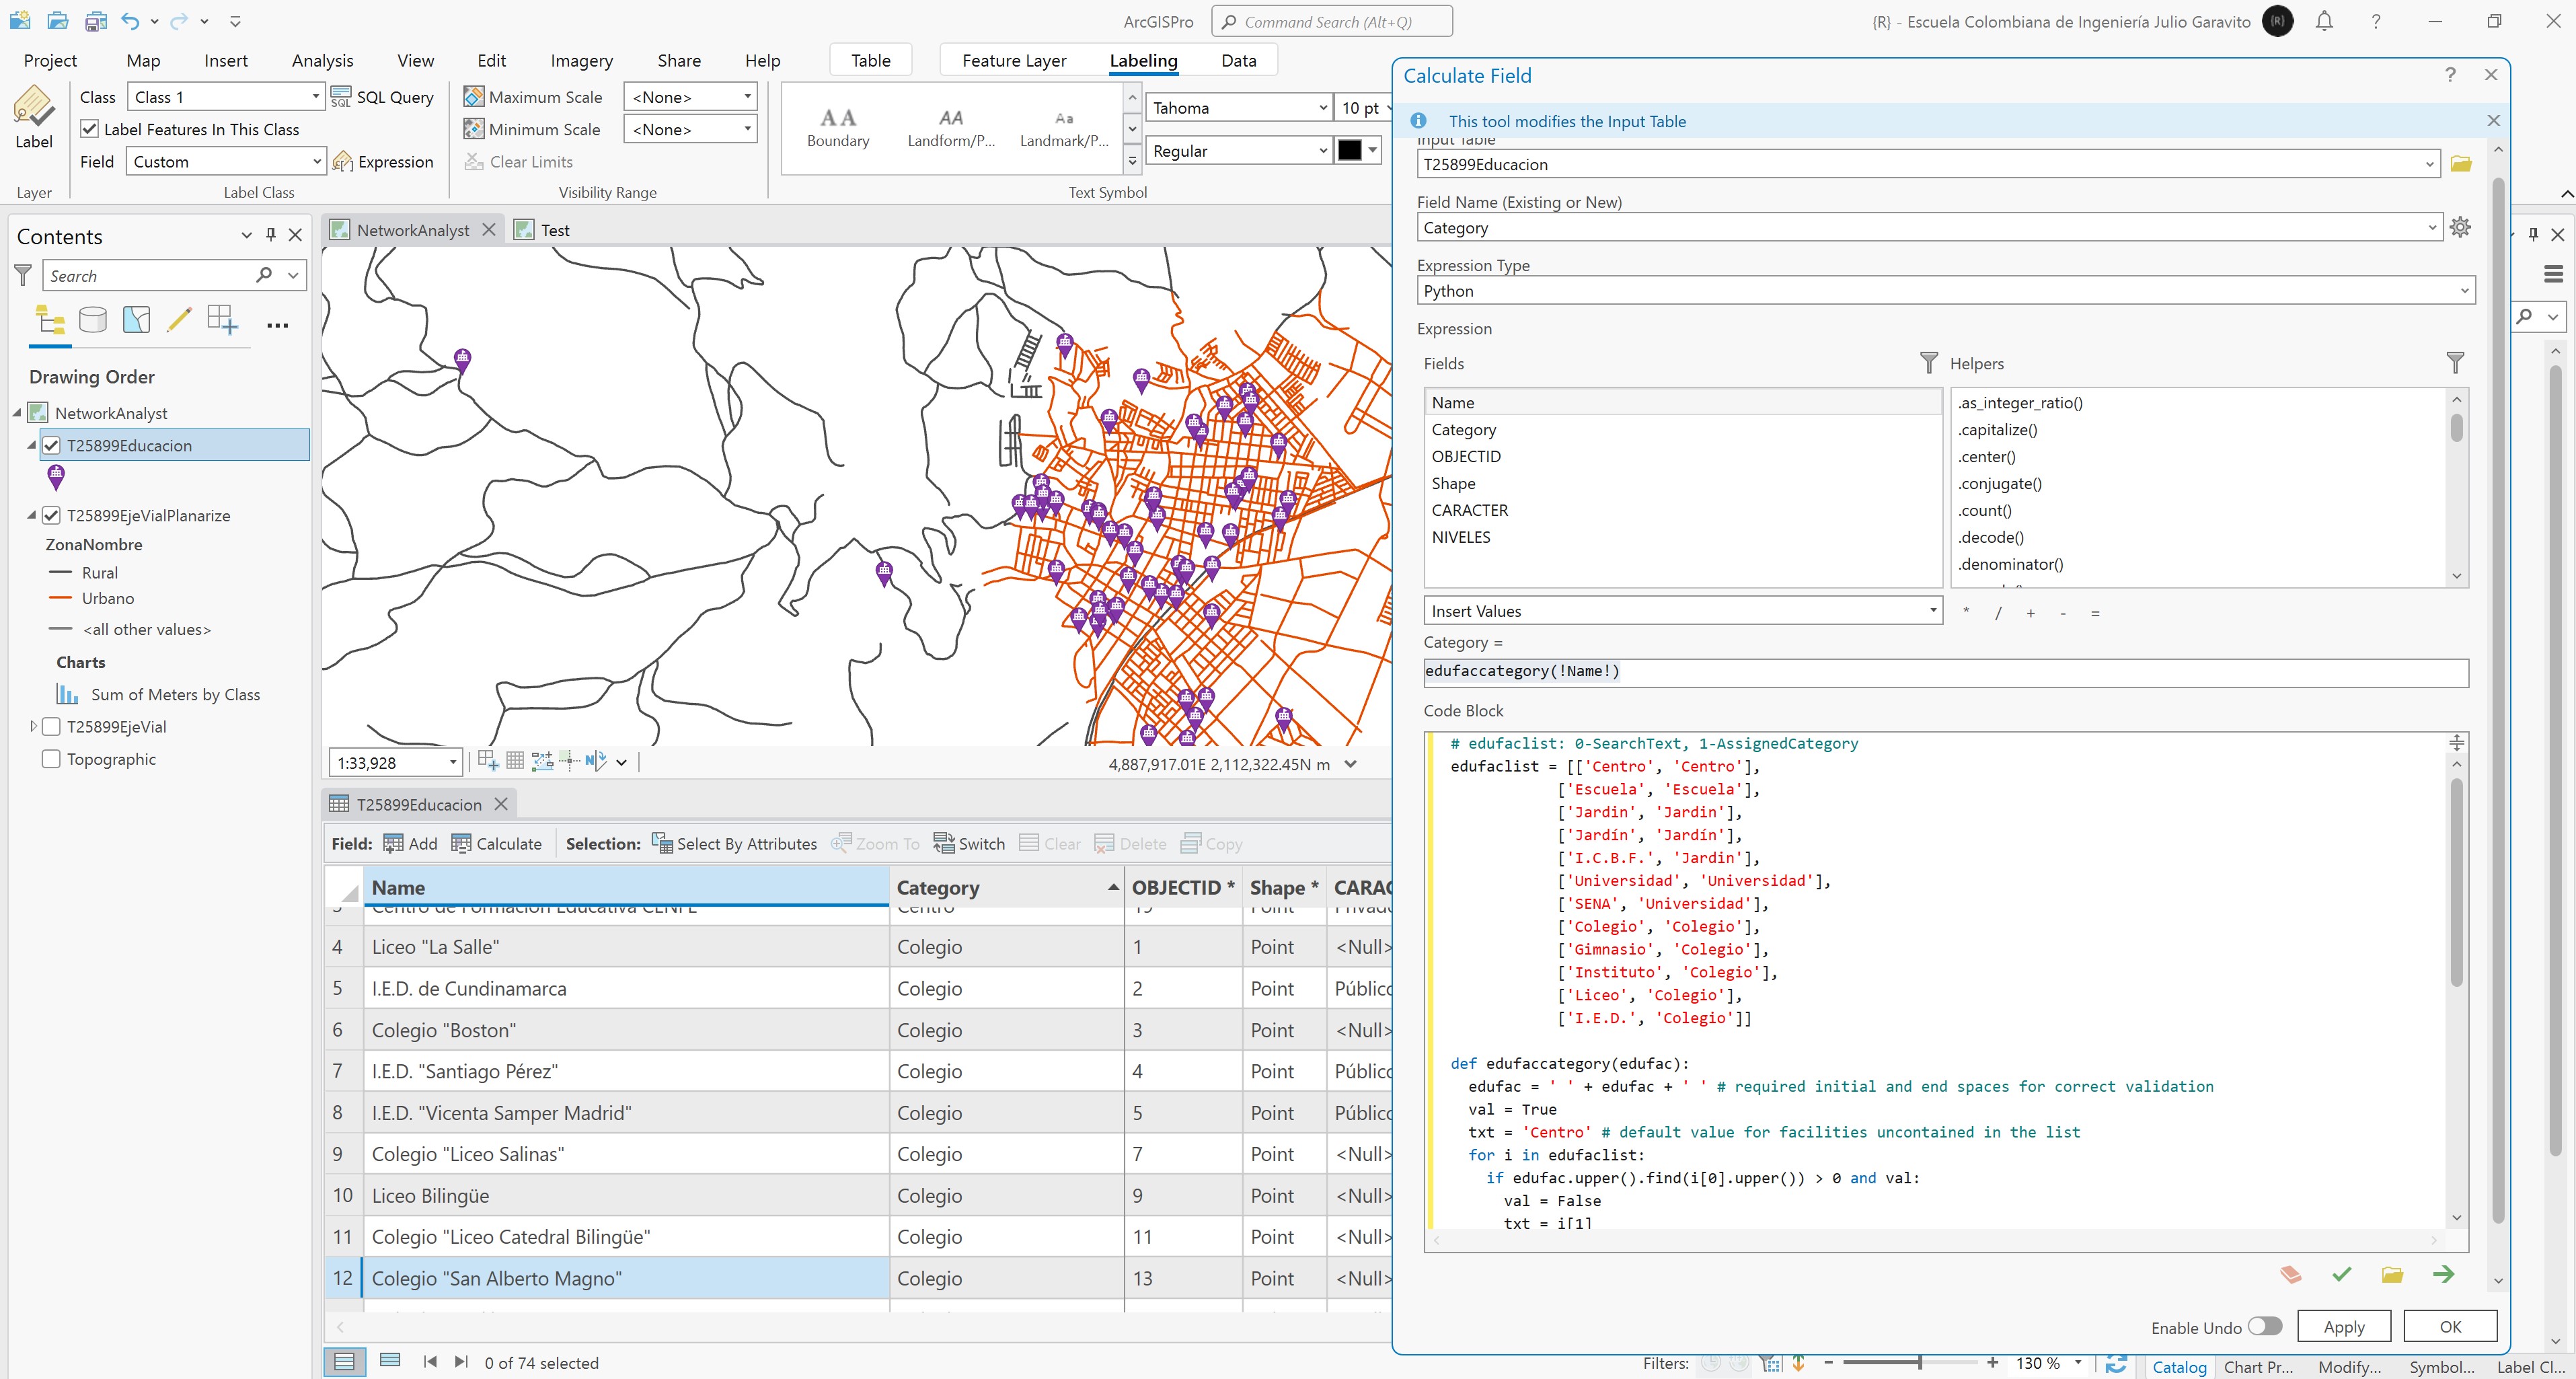 ArcGISPro
Command Search (Alt+Q)
{R} - Escuela Colombiana de Ingeniería Julio Garavito
{R}
Project Map Insert Analysis View Edit Imagery Share Help Table Feature Layer Labeling Data
Label
Layer
Class Class 1 SQL SQL Query
Label Features In This Class
Field Custom Expression
Label Class
Maximum Scale <None>
Minimum Scale <None>
Clear Limits
Visibility Range
AA Boundary
AA Landform/P...
Aa Landmark/P...
Tahoma 10 pt
Regular
Text Symbol
Contents
Search
Drawing Order
NetworkAnalyst
T25899Educacion
T25899EjeVialPlanarize
ZonaNombre
Rural
Urbano
<all other values>
Charts
Sum of Meters by Class
T25899EjeVial
Topographic
NetworkAnalyst Test
1:33,928
4,887,917.01E 2,112,322.45N m
T25899Educacion
Field: Add Calculate Selection: Select By Attributes Zoom To Switch Clear Delete Copy
Name Category OBJECTID * Shape * CARAC
3 Centro de Formación Educativa CENFE Centro 19 Point Privado
4 Liceo "La Salle" Colegio 1 Point <Null>
5 I.E.D. de Cundinamarca Colegio 2 Point Público
6 Colegio "Boston" Colegio 3 Point <Null>
7 I.E.D. "Santiago Pérez" Colegio 4 Point Público
8 I.E.D. "Vicenta Samper Madrid" Colegio 5 Point Público
9 Colegio "Liceo Salinas" Colegio 7 Point <Null>
10 Liceo Bilingüe Colegio 9 Point <Null>
11 Colegio "Liceo Catedral Bilingüe" Colegio 11 Point <Null>
12 Colegio "San Alberto Magno" Colegio 13 Point <Null>
0 of 74 selected
Filters: 130 %
Catalog Chart Pr... Modify... Symbol... Label Cl...
Calculate Field
This tool modifies the Input Table
Input Table
T25899Educacion
Field Name (Existing or New)
Category
Expression Type
Python
Expression
Fields
Name
Category
OBJECTID
Shape
CARACTER
NIVELES
Helpers
.as_integer_ratio()
.capitalize()
.center()
.conjugate()
.count()
.decode()
.denominator()
Insert Values * / + - =
Category =
edufaccategory(!Name!)
Code Block
# edufaclist: 0-SearchText, 1-AssignedCategory
edufaclist = [['Centro', 'Centro'],
['Escuela', 'Escuela'],
['Jardin', 'Jardin'],
['Jardín', 'Jardín'],
['I.C.B.F.', 'Jardin'],
['Universidad', 'Universidad'],
['SENA', 'Universidad'],
['Colegio', 'Colegio'],
['Gimnasio', 'Colegio'],
['Instituto', 'Colegio'],
['Liceo', 'Colegio'],
['I.E.D.', 'Colegio']]
def edufaccategory(edufac):
edufac = ' ' + edufac + ' ' # required initial and end spaces for correct validation
val = True
txt = 'Centro' # default value for facilities uncontained in the list
for i in edufaclist:
if edufac.upper().find(i[0].upper()) > 0 and val:
val = False
txt = i[1]
Enable Undo Apply OK